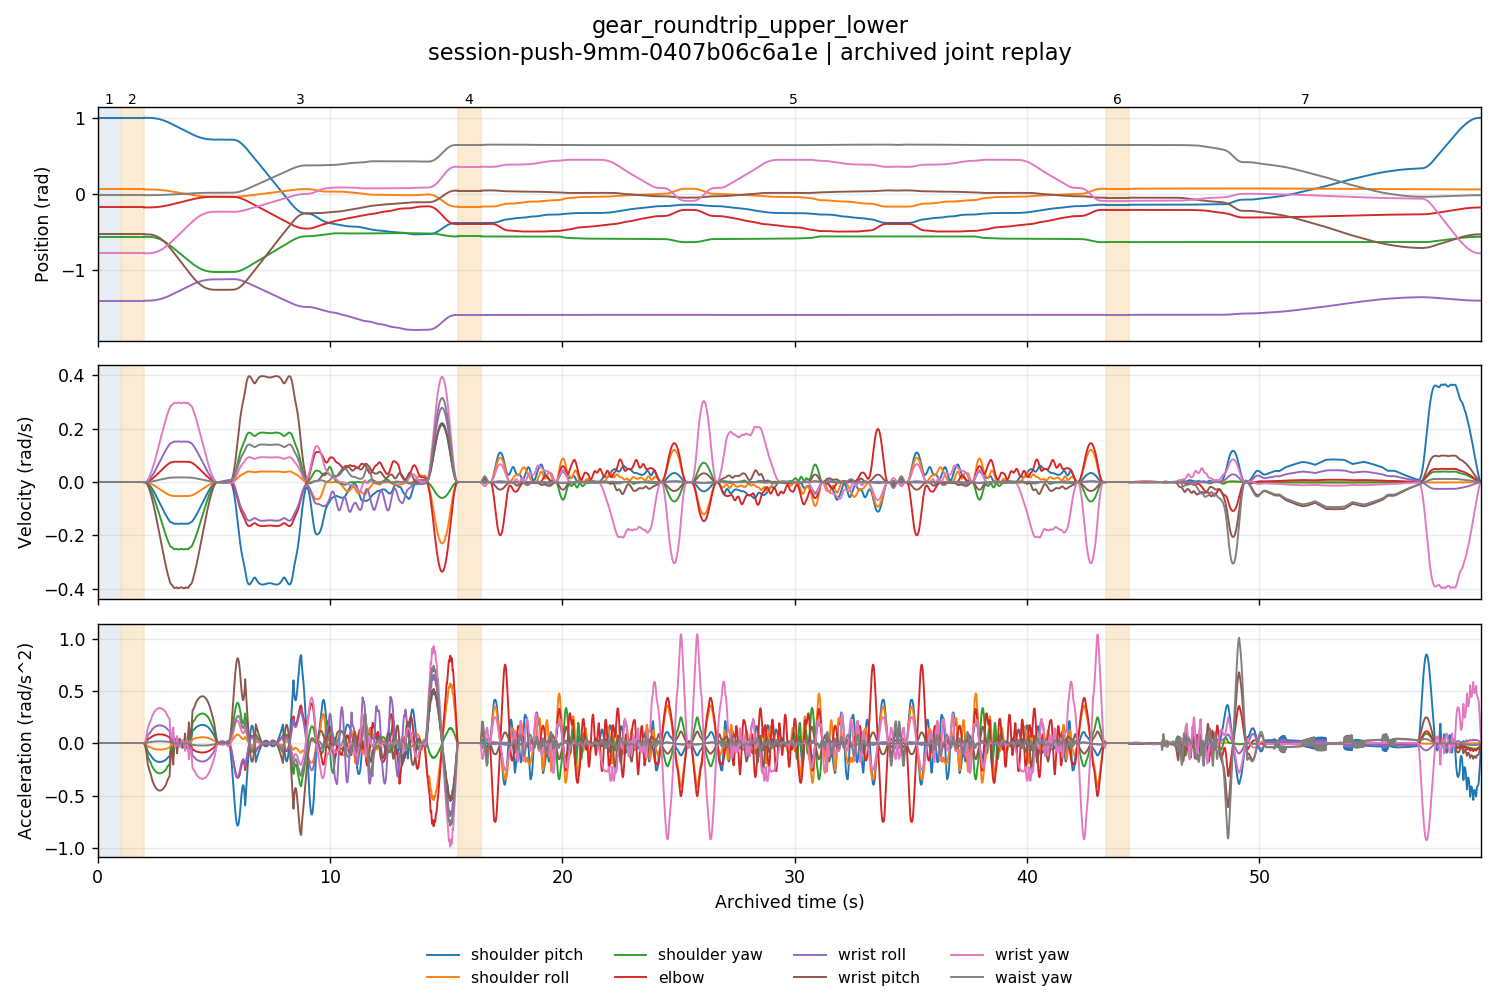 gear_roundtrip_upper_lower
session-push-9mm-0407b06c6a1e | archived joint replay
1 2 3 4 5 6 7
1
0
−1
Position (rad)
0.4
0.2
0.0
−0.2
−0.4
Velocity (rad/s)
1.0
0.5
0.0
−0.5
−1.0
Acceleration (rad/s^2)
0 10 20 30 40 50
Archived time (s)
shoulder pitch shoulder yaw wrist roll wrist yaw
shoulder roll elbow wrist pitch waist yaw